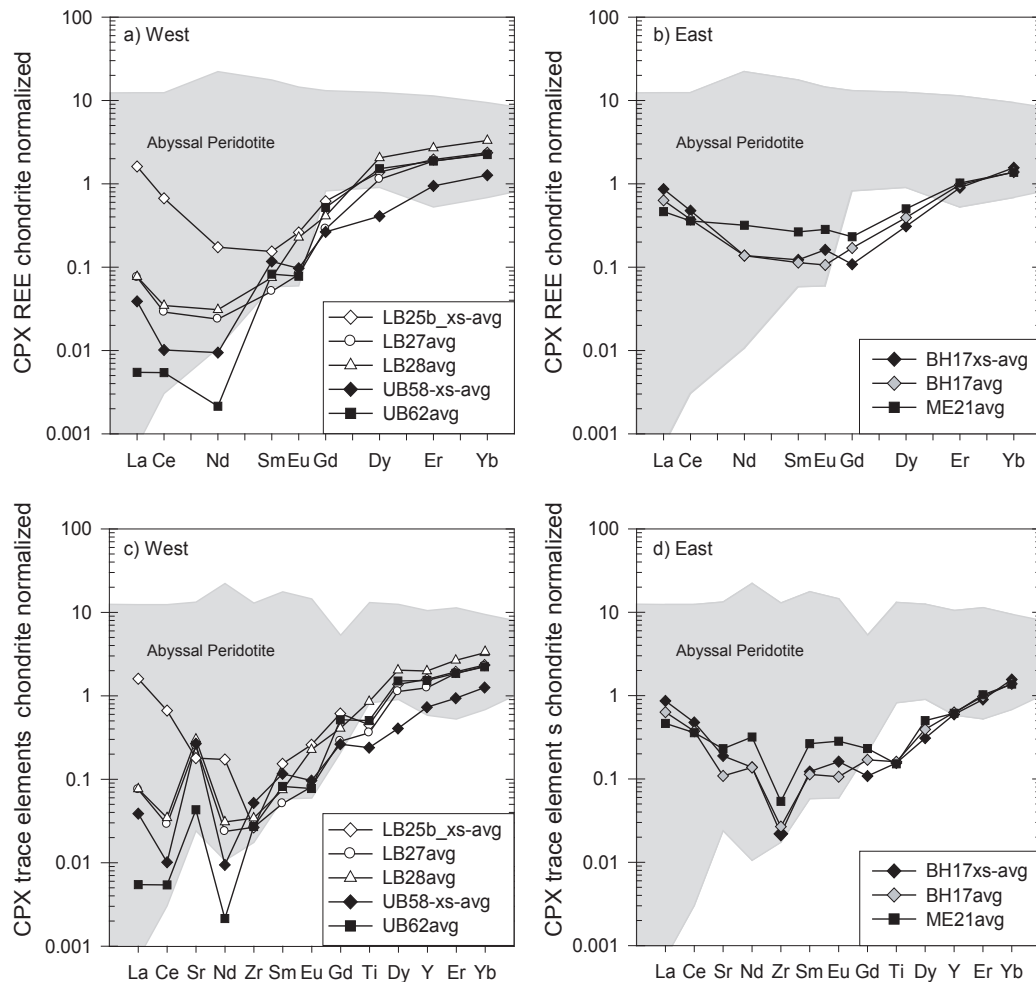 a) West
CPX REE chondrite normalized
100
10
1
0.1
0.01
0.001
Abyssal Peridotite
LB25b_xs-avg
LB27avg
LB28avg
UB58-xs-avg
UB62avg
La Ce Nd Sm Eu Gd Dy Er Yb
b) East
CPX REE chondrite normalized
100
10
1
0.1
0.01
0.001
Abyssal Peridotite
BH17xs-avg
BH17avg
ME21avg
La Ce Nd Sm Eu Gd Dy Er Yb
c) West
CPX trace elements chondrite normalized
100
10
1
0.1
0.01
0.001
Abyssal Peridotite
LB25b_xs-avg
LB27avg
LB28avg
UB58-xs-avg
UB62avg
La Ce Sr Nd Zr Sm Eu Gd Ti Dy Y Er Yb
d) East
CPX trace element s chondrite normalized
100
10
1
0.1
0.01
0.001
Abyssal Peridotite
BH17xs-avg
BH17avg
ME21avg
La Ce Sr Nd Zr Sm Eu Gd Ti Dy Y Er Yb